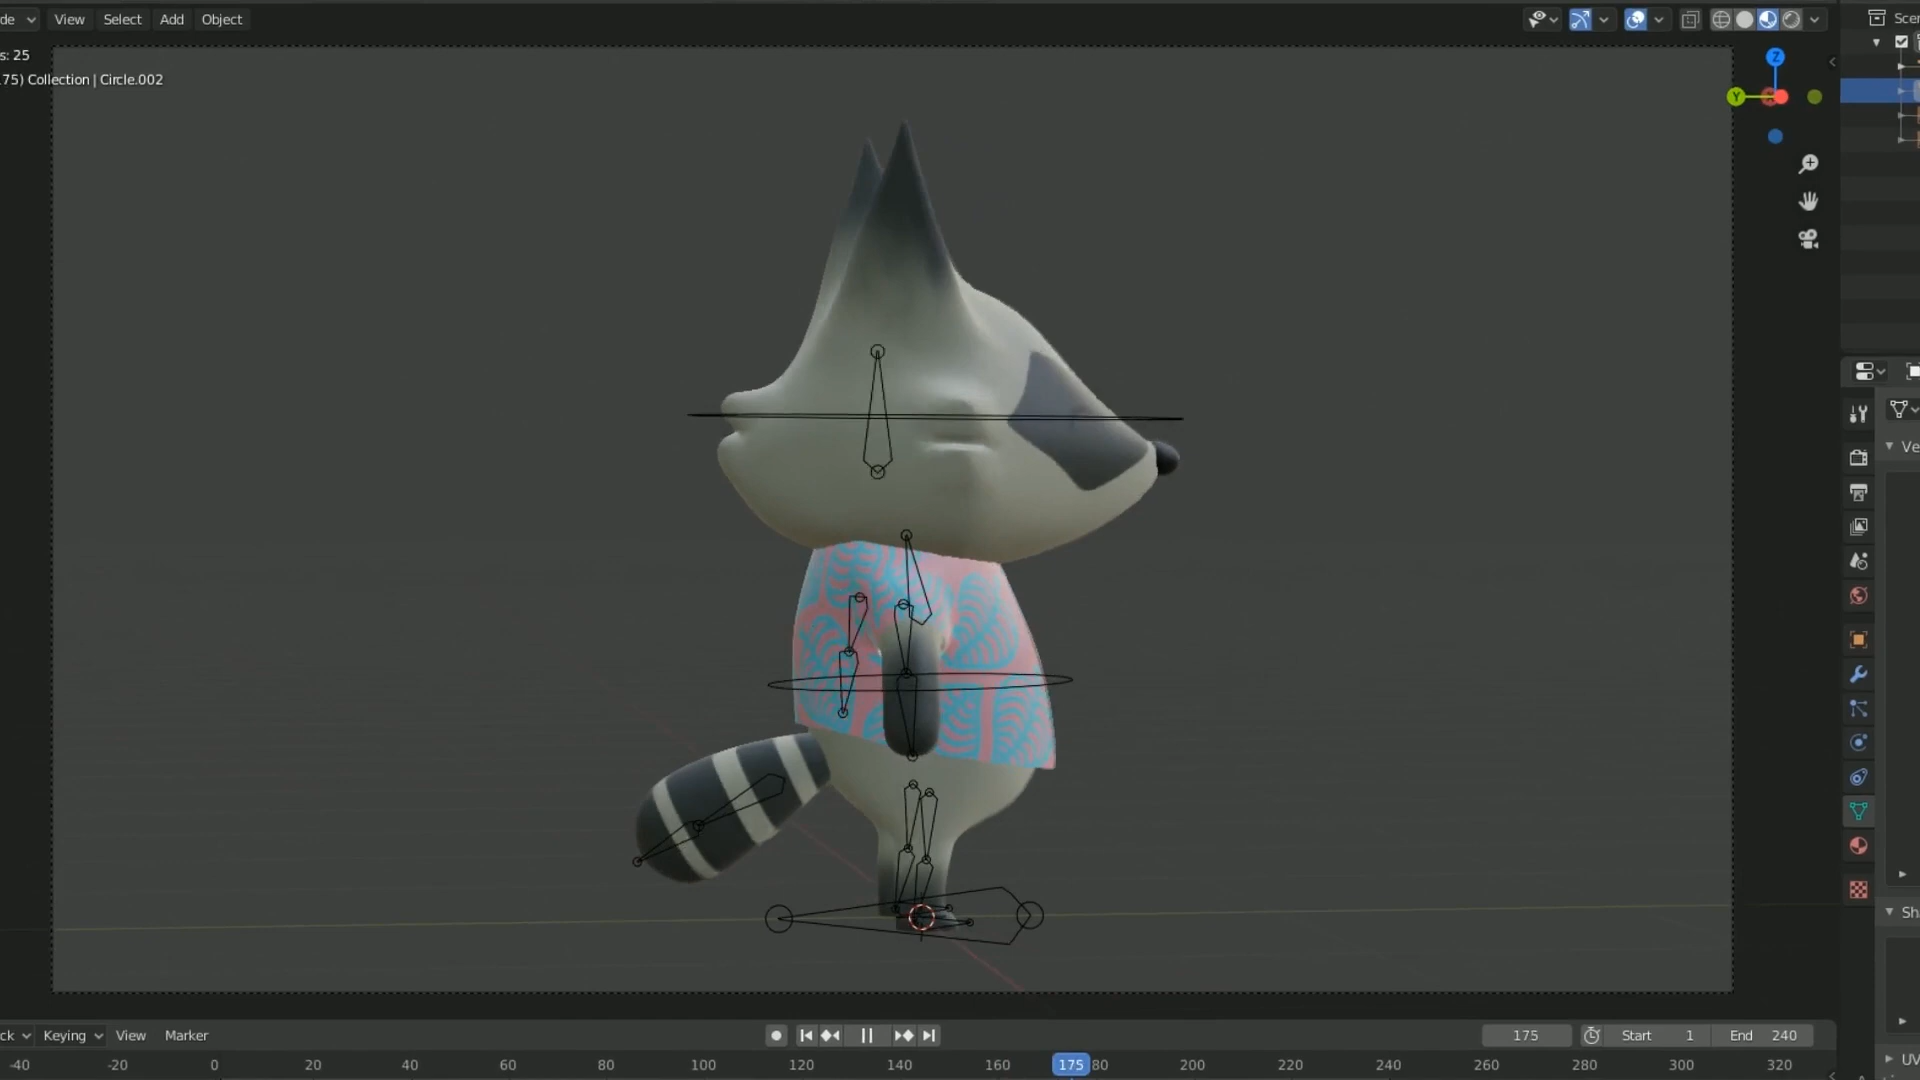 de View Select Add Object
s: 25
75) Collection | Circle.002
Z
Y
Scen
Ve
Sh
UV
ck Keying View Marker
175 Start 1 End 240
-40 -20 0 20 40 60 80 100 120 140 160 175 80 200 220 240 260 280 300 320